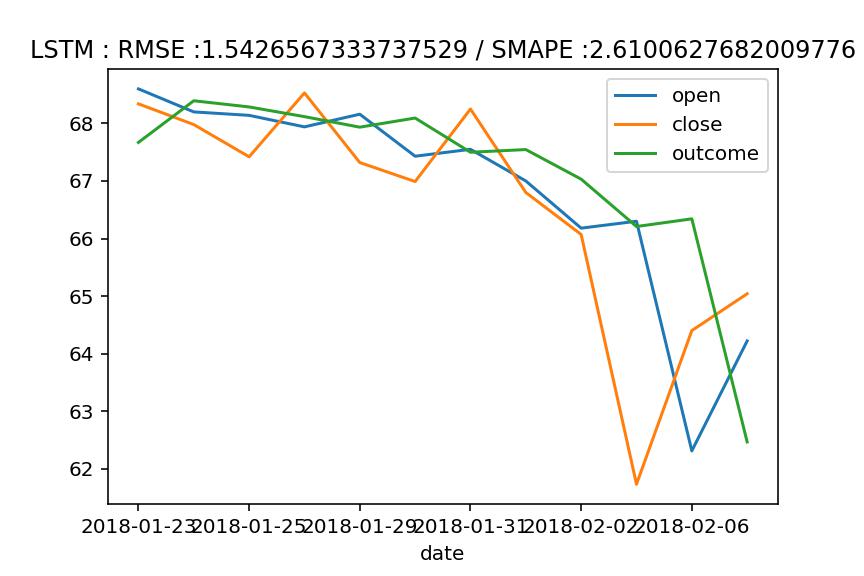 LSTM : RMSE :1.5426567333737529 / SMAPE :2.6100627682009776
open
close
outcome
68
67
66
65
64
63
62
2018-01-23 2018-01-25 2018-01-29 2018-01-31 2018-02-02 2018-02-06
date